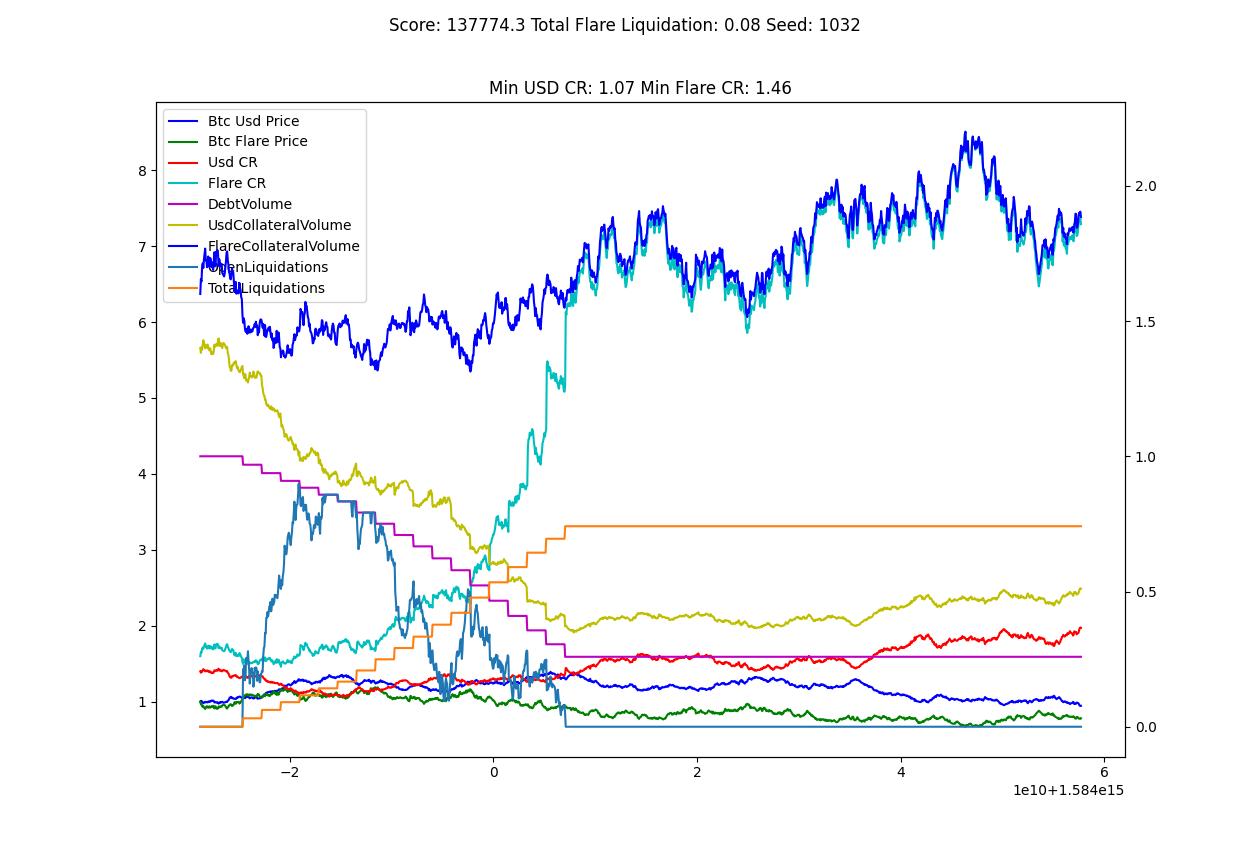 Score: 137774.3 Total Flare Liquidation: 0.08 Seed: 1032
Min USD CR: 1.07 Min Flare CR: 1.46
Btc Usd Price
Btc Flare Price
Usd CR
Flare CR
DebtVolume
UsdCollateralVolume
FlareCollateralVolume
OpenLiquidations
TotalLiquidations
8
7
6
5
4
3
2
1
2.0
1.5
1.0
0.5
0.0
−2
0
2
4
6
1e10+1.584e15